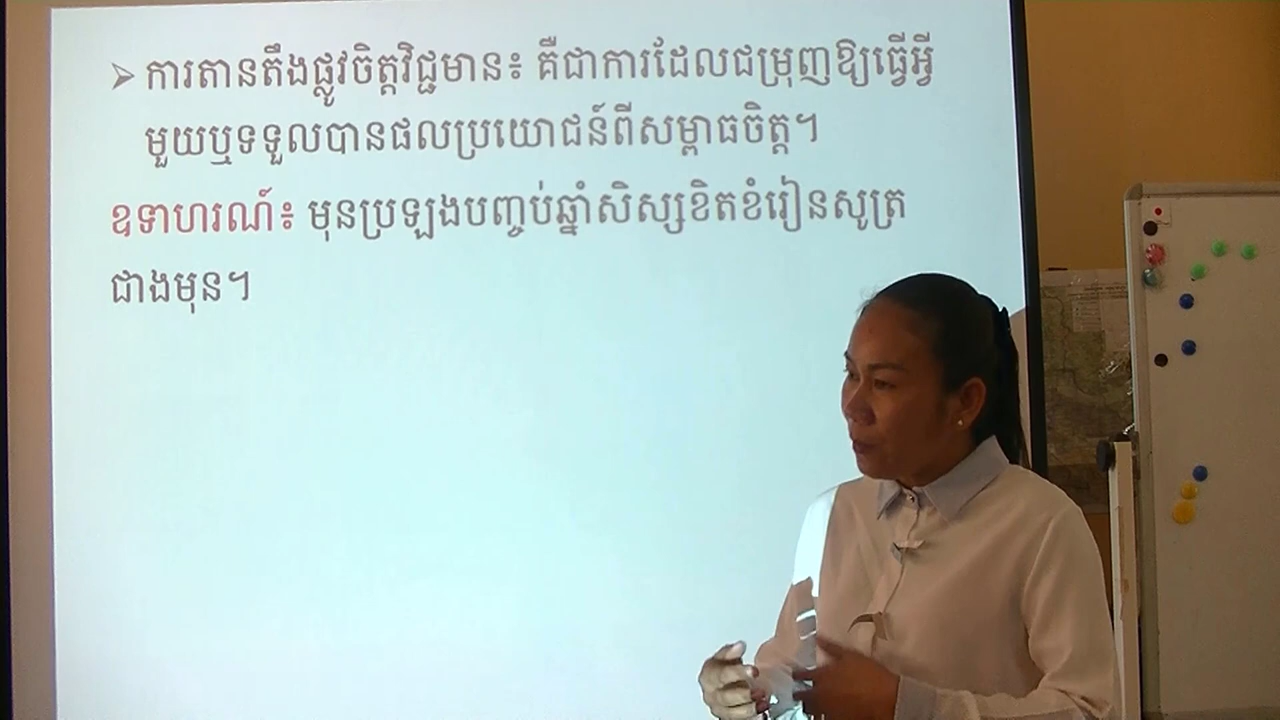 ➢ ការតានតឹងផ្លូវចិត្តវិជ្ជមាន៖ គឺជាការដែលជម្រុញឱ្យធ្វើអ្វី
មួយឬទទួលបានផលប្រយោជន៍ពីសម្ពាធចិត្ត។
ឧទាហរណ៍៖ មុនប្រឡងបញ្ចប់ឆ្នាំសិស្សខិតខំរៀនសូត្រ
ជាងមុន។